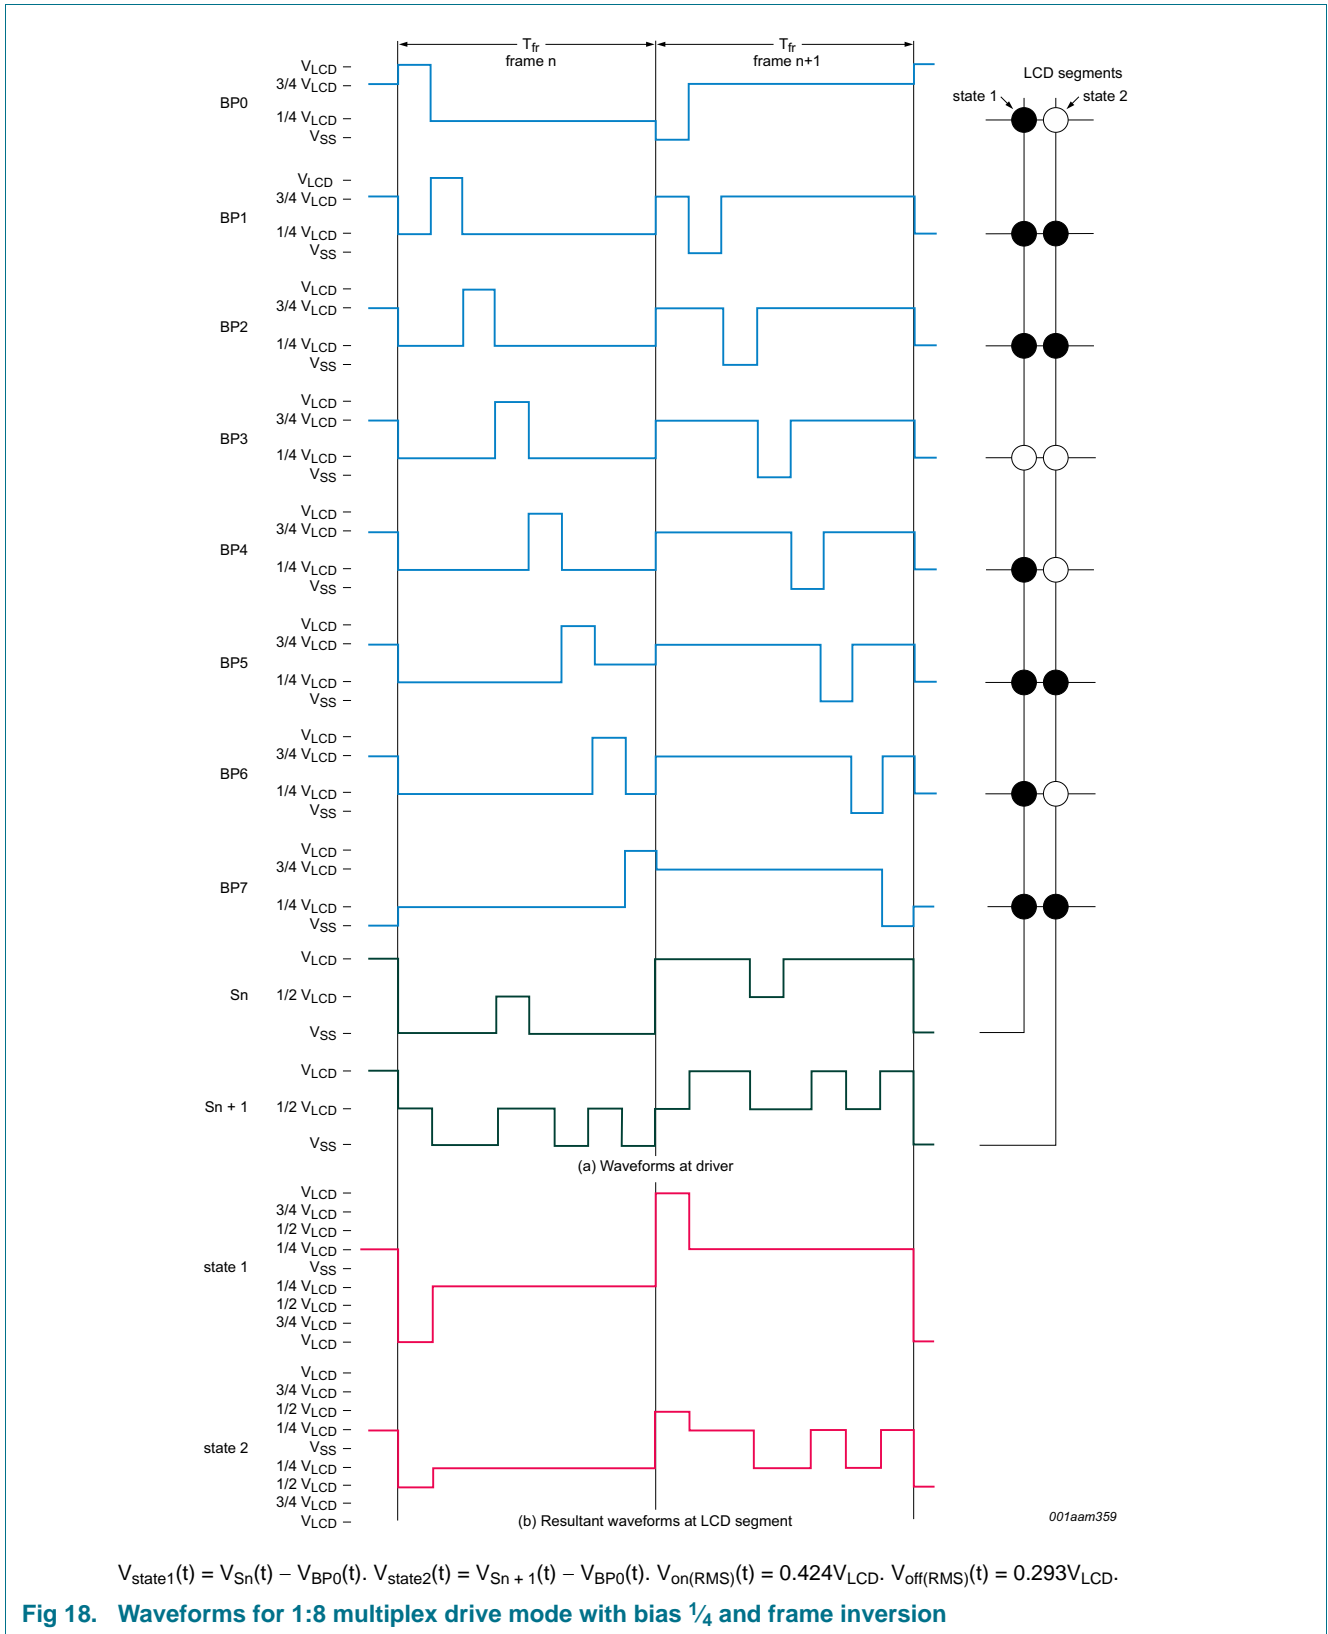 Tfr Tfr
frame n frame n+1
VLCD
3/4 VLCD
BP0
1/4 VLCD
VSS
LCD segments
state 1 state 2
VLCD
3/4 VLCD
BP1
1/4 VLCD
VSS
VLCD
3/4 VLCD
BP2
1/4 VLCD
VSS
VLCD
3/4 VLCD
BP3
1/4 VLCD
VSS
VLCD
3/4 VLCD
BP4
1/4 VLCD
VSS
VLCD
3/4 VLCD
BP5
1/4 VLCD
VSS
VLCD
3/4 VLCD
BP6
1/4 VLCD
VSS
VLCD
3/4 VLCD
BP7
1/4 VLCD
VSS
VLCD
Sn 1/2 VLCD
VSS
VLCD
Sn + 1 1/2 VLCD
VSS
(a) Waveforms at driver
VLCD
3/4 VLCD
1/2 VLCD
1/4 VLCD
state 1 VSS
1/4 VLCD
1/2 VLCD
3/4 VLCD
VLCD
VLCD
3/4 VLCD
1/2 VLCD
1/4 VLCD
state 2 VSS
1/4 VLCD
1/2 VLCD
3/4 VLCD
VLCD
(b) Resultant waveforms at LCD segment
001aam359
Vstate1(t) = VSn(t) − VBP0(t). Vstate2(t) = VSn + 1(t) − VBP0(t). Von(RMS)(t) = 0.424VLCD. Voff(RMS)(t) = 0.293VLCD.
Fig 18. Waveforms for 1:8 multiplex drive mode with bias 1⁄4 and frame inversion